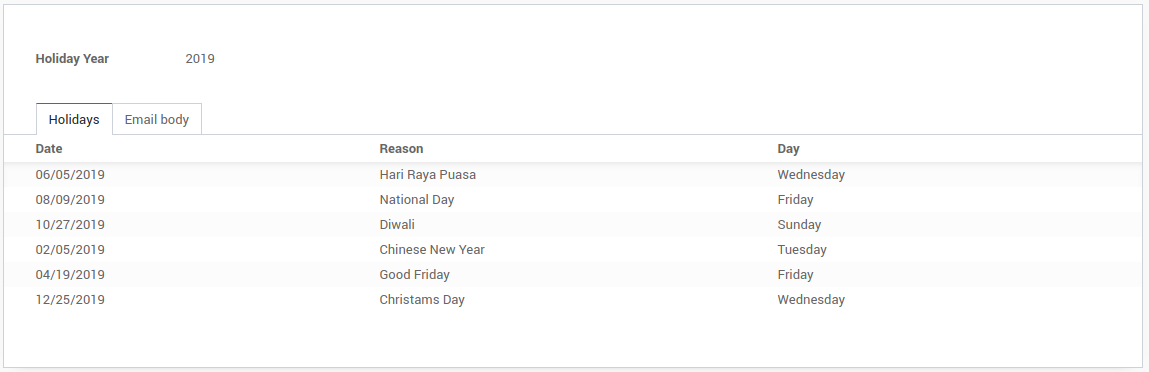 Holiday Year 2019
Holidays Email body
Date Reason Day
06/05/2019 Hari Raya Puasa Wednesday
08/09/2019 National Day Friday
10/27/2019 Diwali Sunday
02/05/2019 Chinese New Year Tuesday
04/19/2019 Good Friday Friday
12/25/2019 Christams Day Wednesday